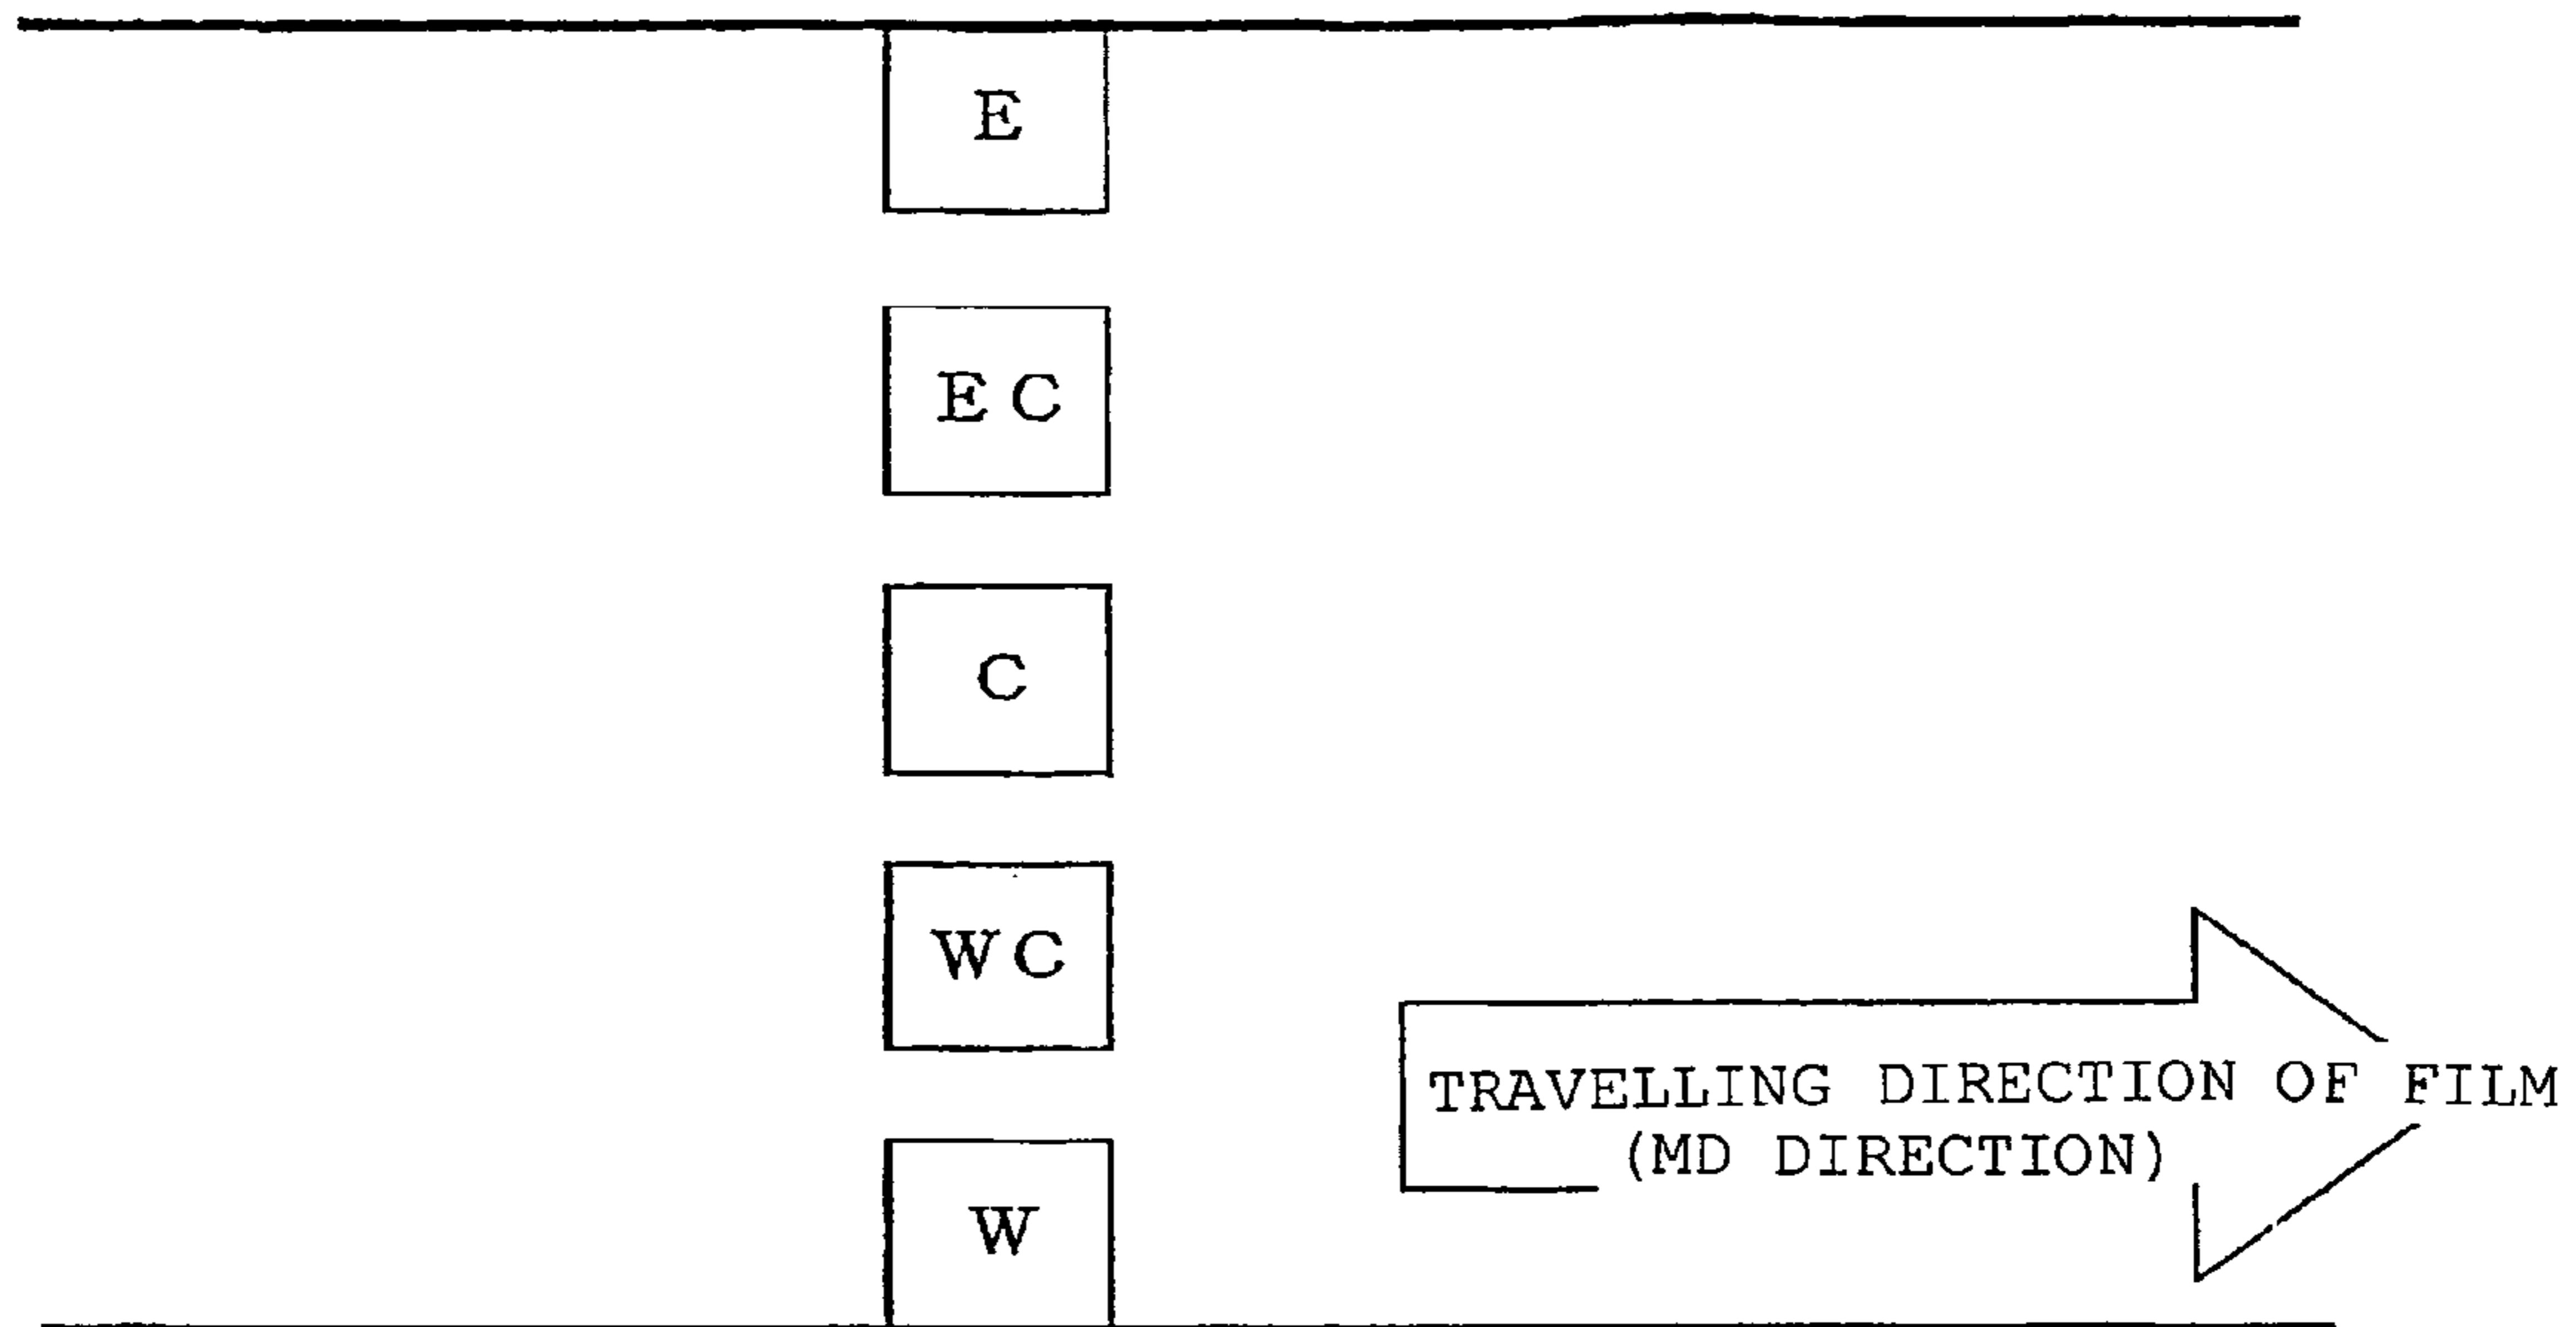 E
EC
C
WC
W
TRAVELLING DIRECTION OF FILM
(MD DIRECTION)